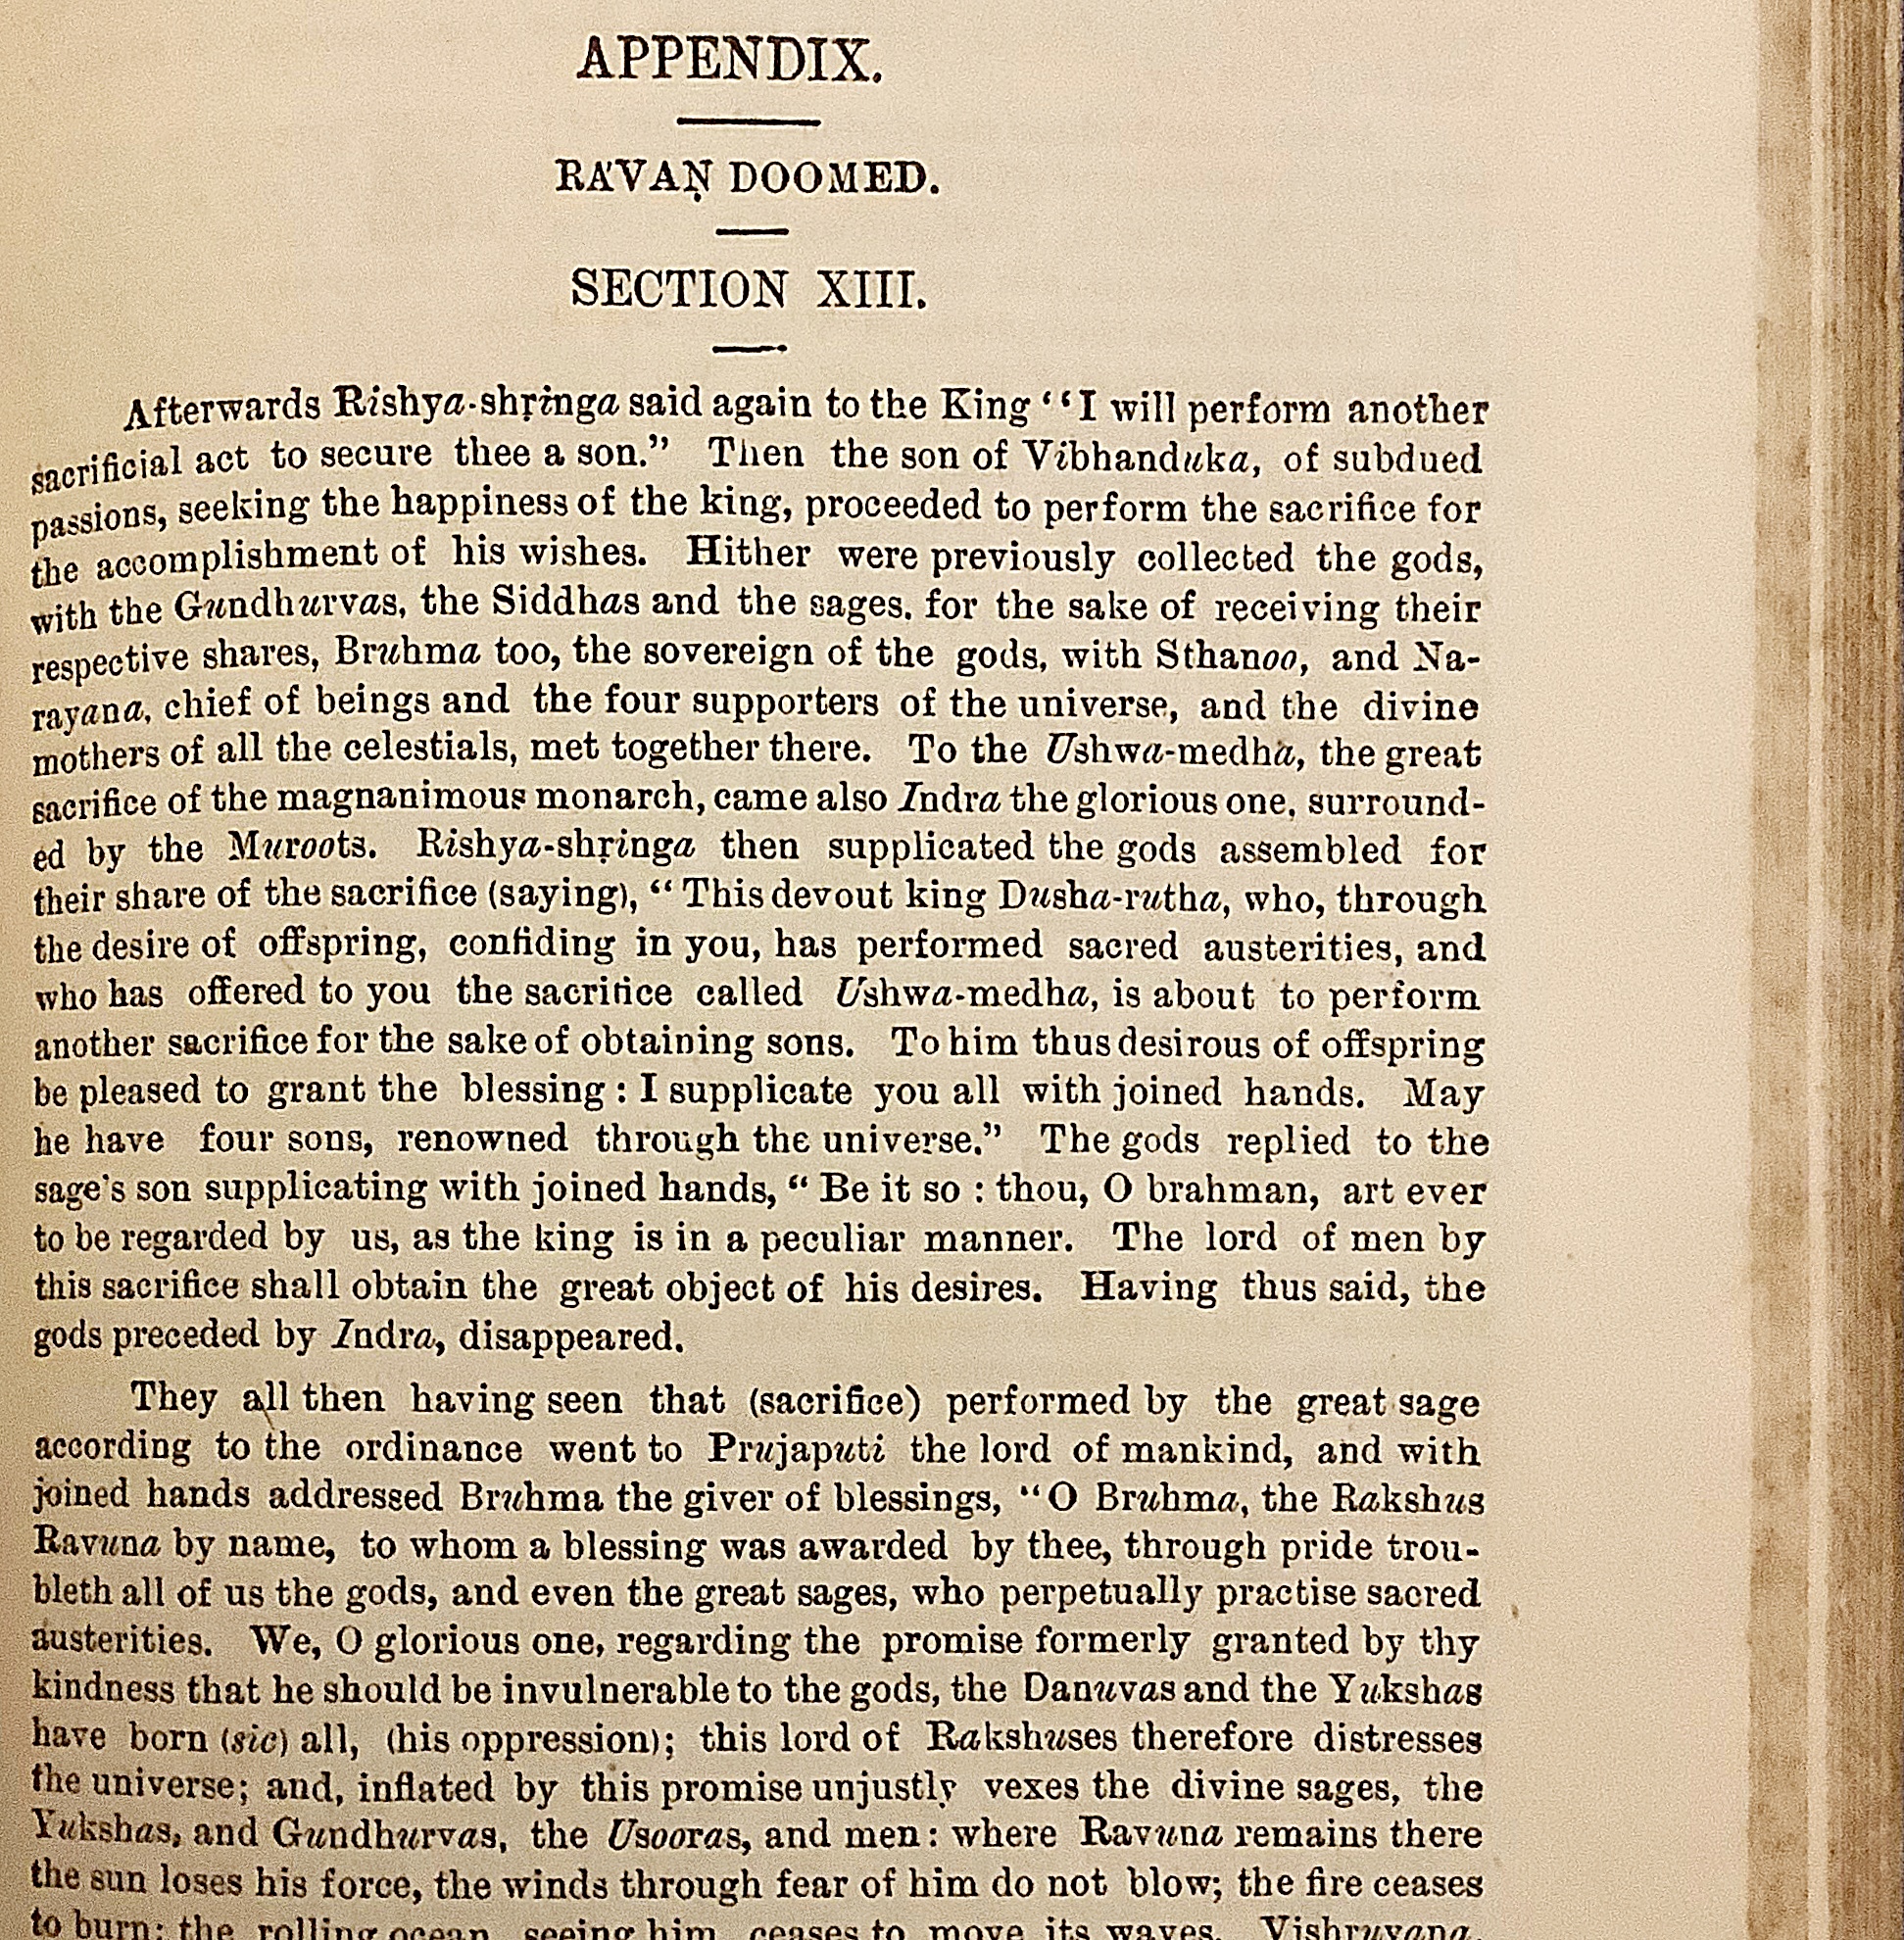 APPENDIX.
RA'VAṆ DOOMED.
SECTION XIII.
Afterwards Rishya-shṛinga said again to the King “I will perform another
sacrificial act to secure thee a son.” Then the son of Vibhanduka, of subdued
passions, seeking the happiness of the king, proceeded to perform the sacrifice for
the accomplishment of his wishes. Hither were previously collected the gods,
with the Gundhurvas, the Siddhas and the sages. for the sake of receiving their
respective shares, Bruhma too, the sovereign of the gods, with Sthanoo, and Na-
rayana, chief of beings and the four supporters of the universe, and the divine
mothers of all the celestials, met together there. To the Ushwa-medha, the great
sacrifice of the magnanimous monarch, came also Indra the glorious one, surround-
ed by the Muroots. Rishya-shṛinga then supplicated the gods assembled for
their share of the sacrifice (saying), “This devout king Dusha-rutha, who, through
the desire of offspring, confiding in you, has performed sacred austerities, and
who has offered to you the sacrifice called Ushwa-medha, is about to perform
another sacrifice for the sake of obtaining sons. To him thus desirous of offspring
be pleased to grant the blessing : I supplicate you all with joined hands. May
he have four sons, renowned through the universe.” The gods replied to the
sage's son supplicating with joined hands, “Be it so : thou, O brahman, art ever
to be regarded by us, as the king is in a peculiar manner. The lord of men by
this sacrifice shall obtain the great object of his desires. Having thus said, the
gods preceded by Indra, disappeared.
They all then having seen that (sacrifice) performed by the great sage
according to the ordinance went to Prujaputi the lord of mankind, and with
joined hands addressed Bruhma the giver of blessings, “O Bruhma, the Rakshus
Ravuna by name, to whom a blessing was awarded by thee, through pride trou-
bleth all of us the gods, and even the great sages, who perpetually practise sacred
austerities. We, O glorious one, regarding the promise formerly granted by thy
kindness that he should be invulnerable to the gods, the Danuvas and the Yukshas
have born (sic) all, (his oppression); this lord of Rakshuses therefore distresses
the universe; and, inflated by this promise unjustly vexes the divine sages, the
Yukshas, and Gundhurvas, the Usooras, and men : where Ravuna remains there
the sun loses his force, the winds through fear of him do not blow; the fire ceases
to burn; the rolling ocean, seeing him, ceases to move its waves. Vishruvana,